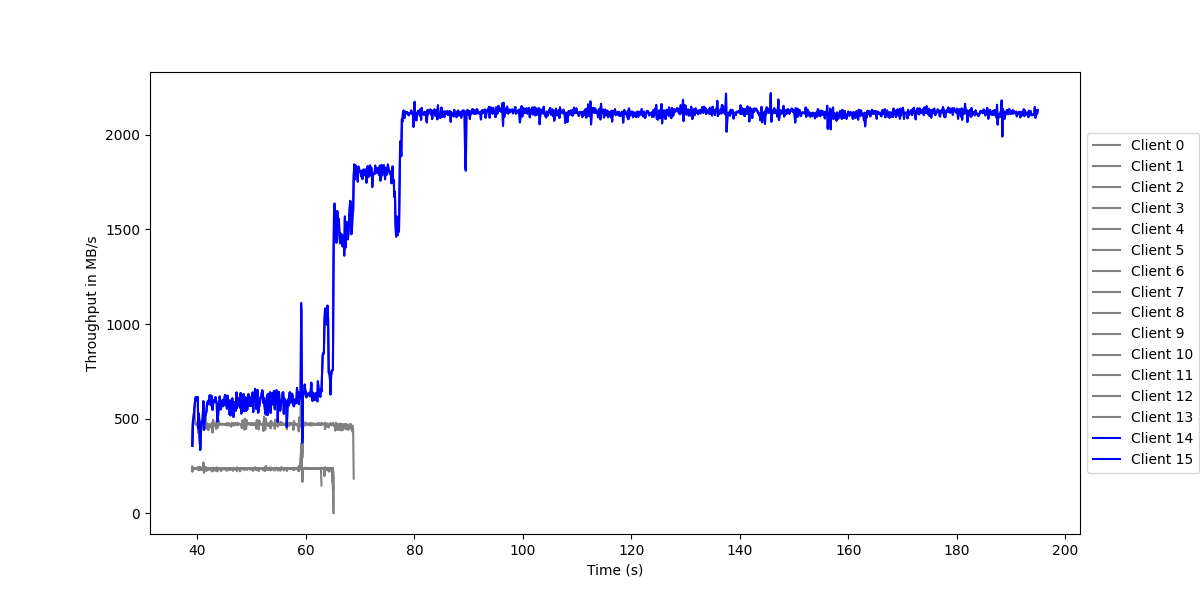 Throughput in MB/s
2000
1500
1000
500
0
40 60 80 100 120 140 160 180 200
Time (s)
Client 0
Client 1
Client 2
Client 3
Client 4
Client 5
Client 6
Client 7
Client 8
Client 9
Client 10
Client 11
Client 12
Client 13
Client 14
Client 15